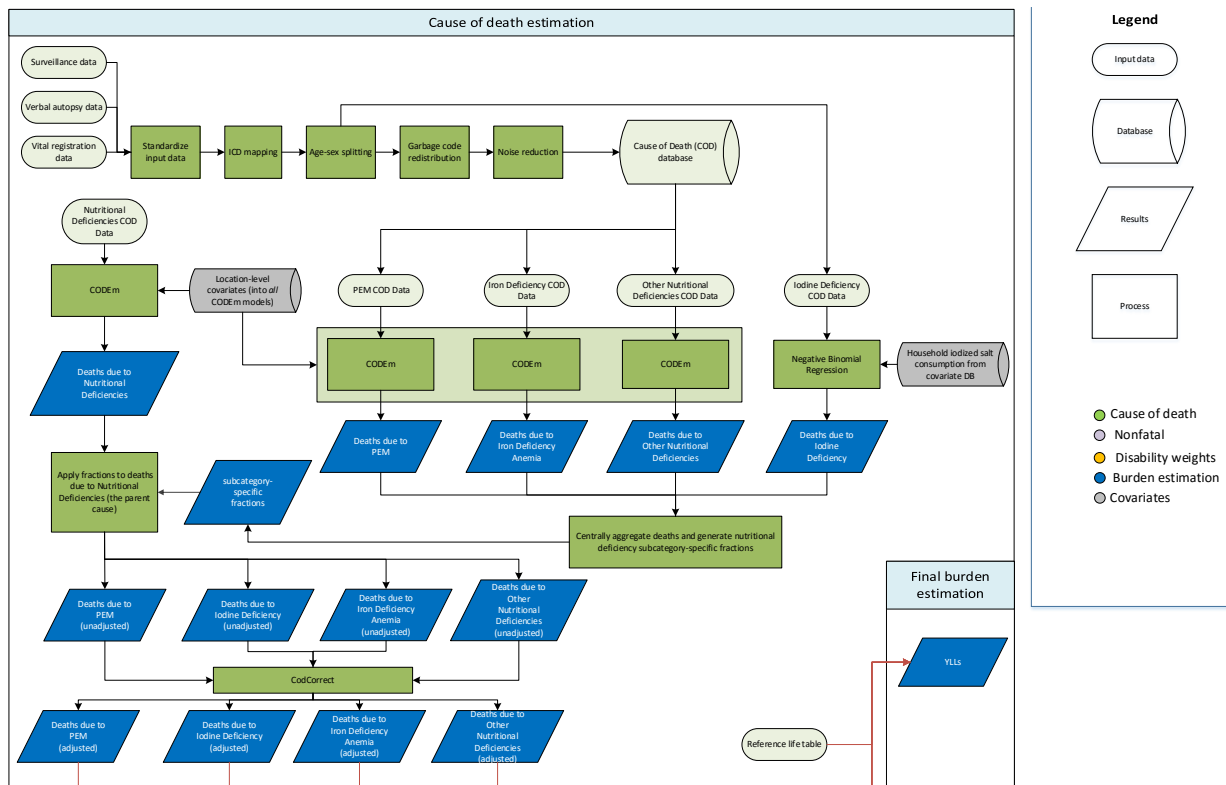 Cause of death estimation
Legend
Surveillance data
Verbal autopsy data
Vital registration
data
Standardize
input data
ICD mapping
Age-sex splitting
Garbage code
redistribution
Noise reduction
Cause of Death (COD)
database
Input data
Database
Results
Process
Nutritional
Deficiencies COD
Data
CODEm
Location-level
covariates (into all
CODEm models)
PEM COD Data
Iron Deficiency COD
Data
Other Nutritional
Deficiencies COD Data
Iodine Deficiency
COD Data
CODEm
CODEm
CODEm
Negative Binomial
Regression
Household iodized salt
consumption from
covariate DB
Deaths due to
Nutritional
Deficiencies
Deaths due to
PEM
Deaths due to
Iron Deficiency
Anemia
Deaths due to
Other Nutritional
Deficiencies
Deaths due to
Iodine
Deficiency
Cause of death
Nonfatal
Disability weights
Burden estimation
Covariates
Apply fractions to deaths
due to Nutritional
Deficiencies (the parent
cause)
subcategory-
specific
fractions
Centrally aggregate deaths and generate nutritional
deficiency subcategory-specific fractions
Deaths due to
PEM
(unadjusted)
Deaths due to
Iodine Deficiency
(unadjusted)
Deaths due to
Iron Deficiency
Anemia
(unadjusted)
Deaths due to
Other
Nutritional
Deficiencies
(unadjusted)
Final burden
estimation
YLLs
CodCorrect
Deaths due to
PEM
(adjusted)
Deaths due to
Iodine Deficiency
(adjusted)
Deaths due to
Iron Deficiency
Anemia
(adjusted)
Deaths due to
Other
Nutritional
Deficiencies
(adjusted)
Reference life table